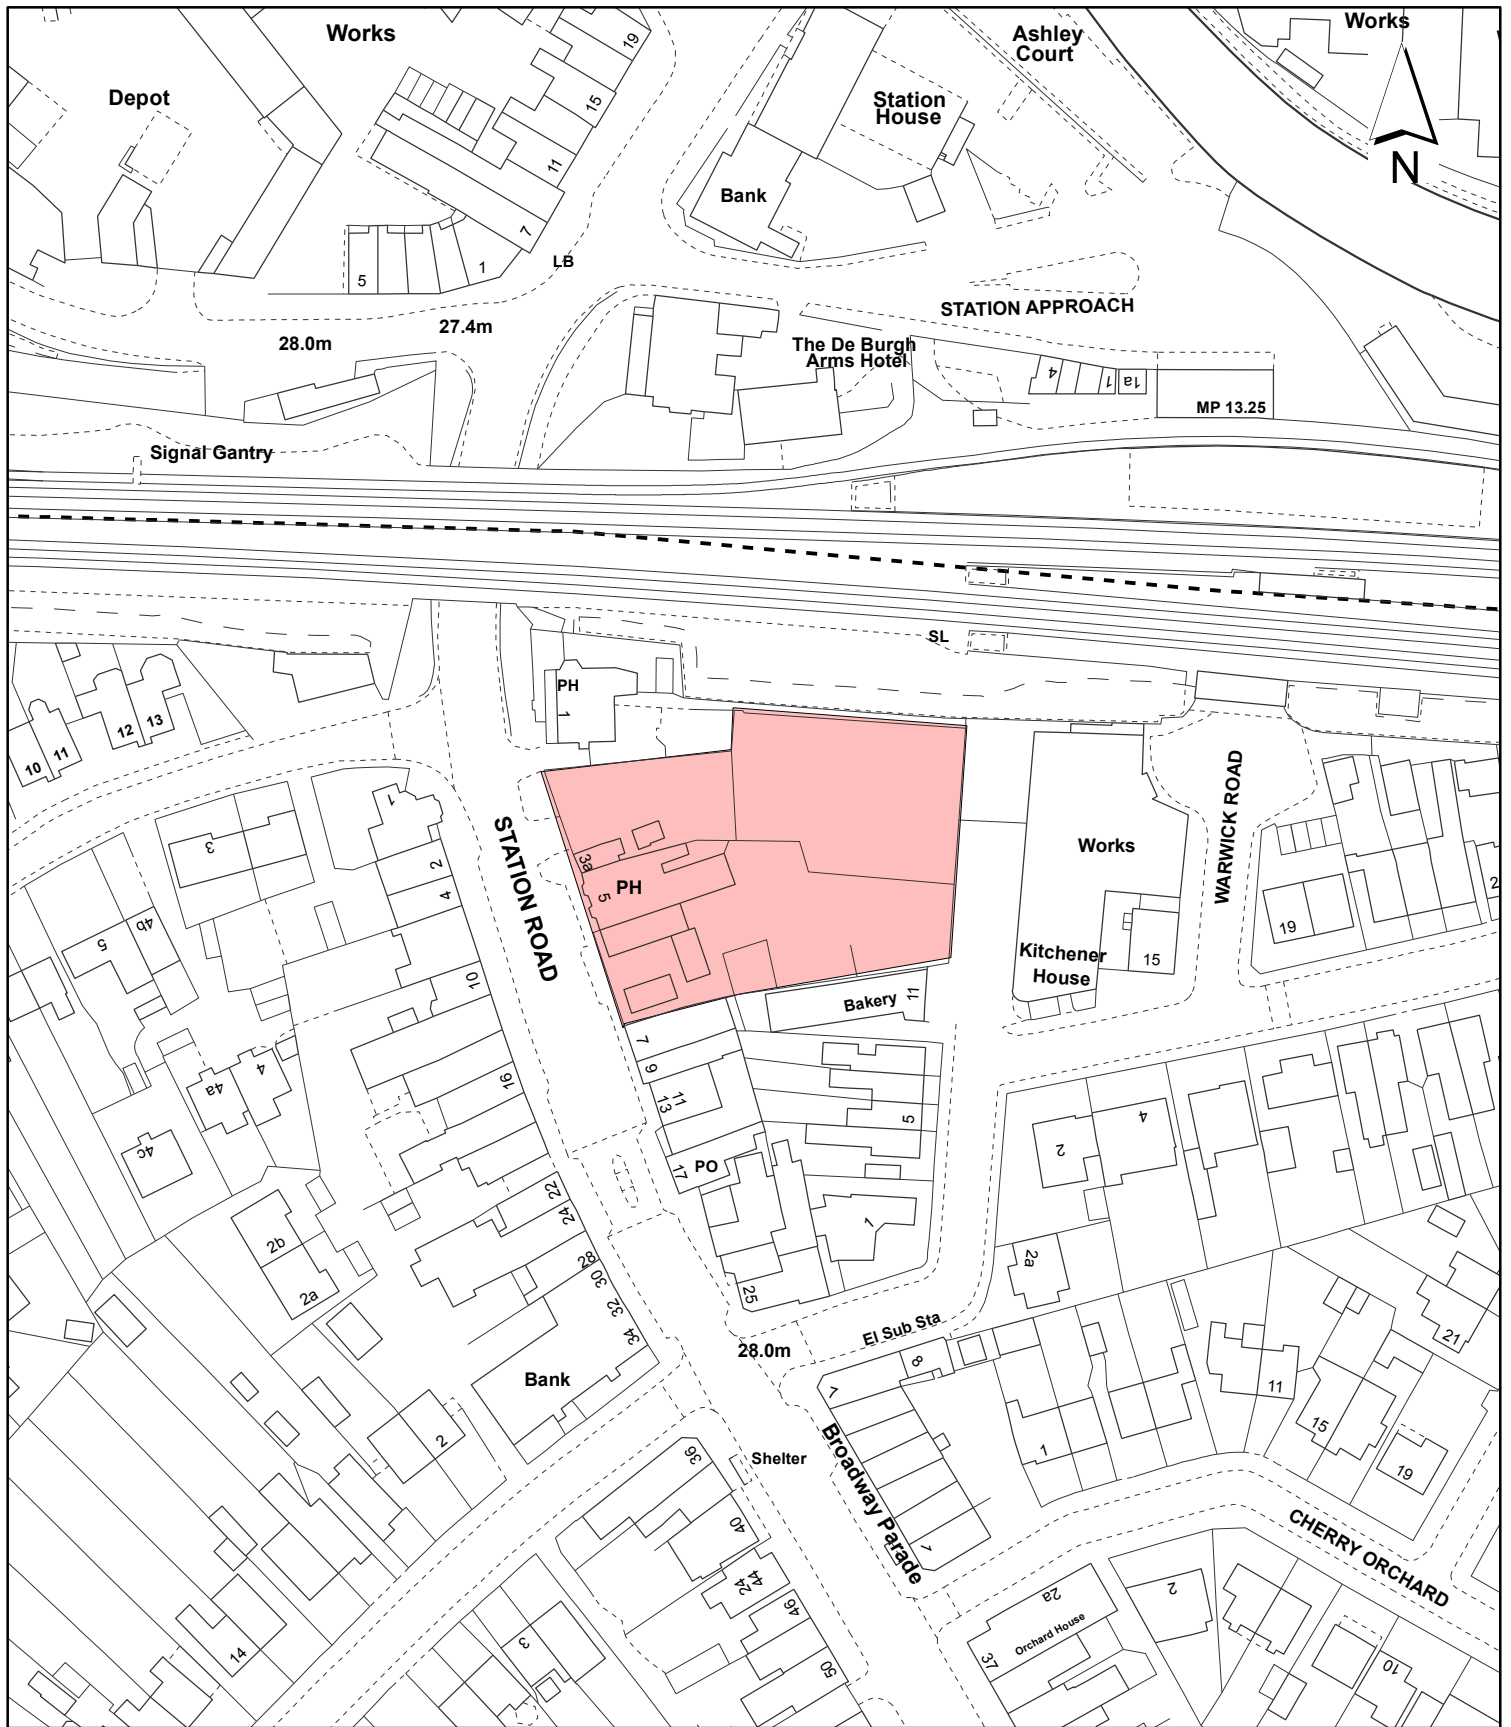 Works
19
Ashley
Court
Works
Depot
15
Station
House
11
N
Bank
7
5
1
LB
STATION APPROACH
27.4m
28.0m
The De Burgh
Arms Hotel
4
1
1a
MP 13.25
Signal Gantry
SL
PH
1
10
11
12
13
STATION ROAD
WARWICK ROAD
1
3
2
4
3a
5
PH
Works
2
19
4b
5
10
Kitchener
House
15
Bakery
11
7
9
11
13
16
4a
4
4c
5
2
4
17
PO
22
24
1
2b
2a
28
30
32
34
25
2a
El Sub Sta
28.0m
8
7
21
Bank
11
15
2
1
36
Shelter
Broadway Parade
19
40
1
CHERRY ORCHARD
24
44
46
2a
2
Orchard House
37
14
3
50
10